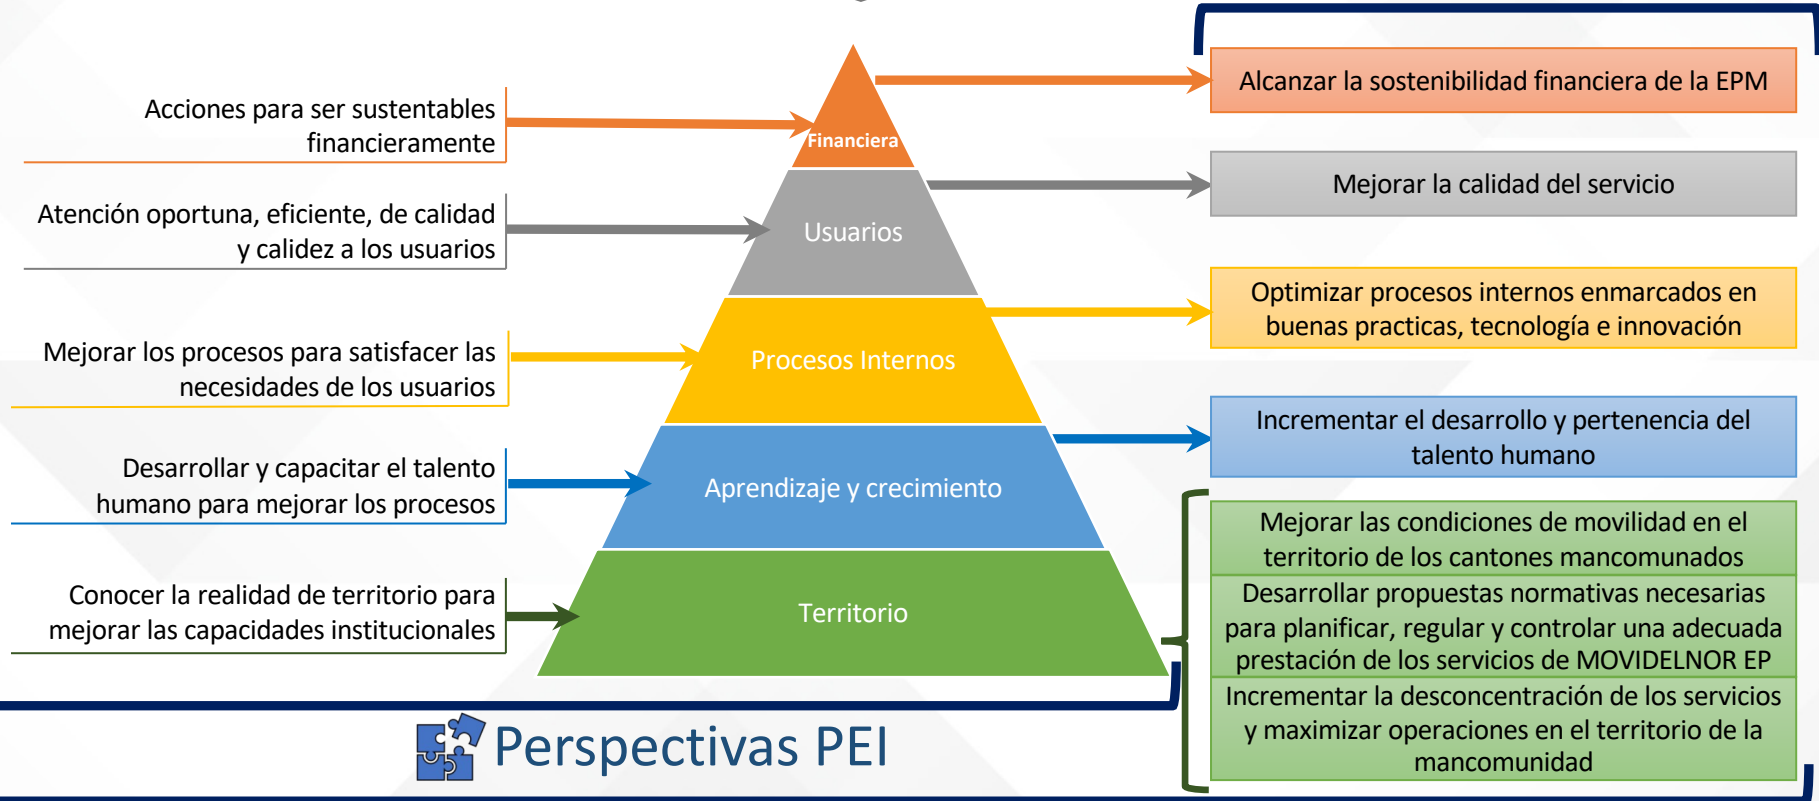 Acciones para ser sustentables
financieramente
Financiera
Alcanzar la sostenibilidad financiera de la EPM
Atención oportuna, eficiente, de calidad
y calidez a los usuarios
Usuarios
Mejorar la calidad del servicio
Mejorar los procesos para satisfacer las
necesidades de los usuarios
Procesos Internos
Optimizar procesos internos enmarcados en
buenas practicas, tecnología e innovación
Desarrollar y capacitar el talento
humano para mejorar los procesos
Aprendizaje y crecimiento
Incrementar el desarrollo y pertenencia del
talento humano
Conocer la realidad de territorio para
mejorar las capacidades institucionales
Territorio
Mejorar las condiciones de movilidad en el
territorio de los cantones mancomunados
Desarrollar propuestas normativas necesarias
para planificar, regular y controlar una adecuada
prestación de los servicios de MOVIDELNOR EP
Incrementar la desconcentración de los servicios
y maximizar operaciones en el territorio de la
mancomunidad
Perspectivas PEI